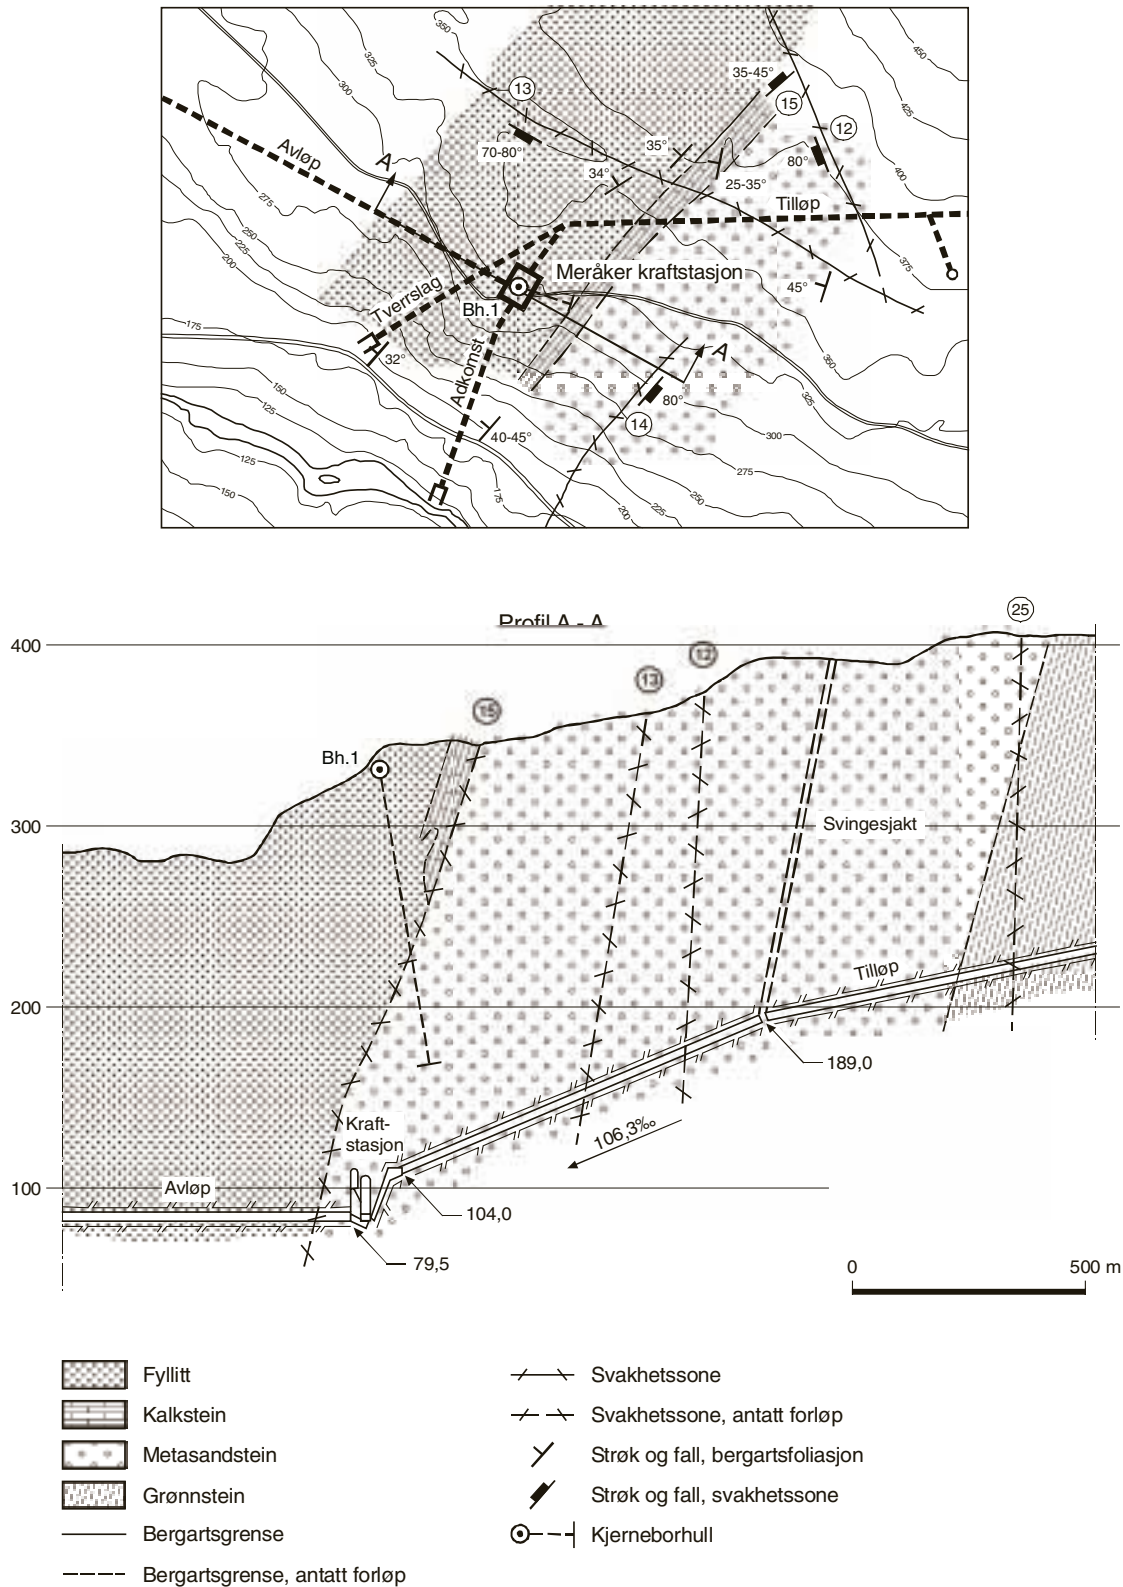 350
325
300
450
425
400
375
350
325
300
275
250
225
200
275
250
225
200
175
150
125
125
150
175
13
15
12
14
35-45°
70-80°
34°
35°
25-35°
80°
45°
32°
40-45°
80°
Avløp
A
Tilløp
Meråker kraftstasjon
Tverrslag
Bh.1
Adkomst
A
Profil A - A
25
400
12
13
15
Bh.1
300
Svingesjakt
Tilløp
200
189,0
Kraft-
stasjon
106,3‰
100
Avløp
104,0
79,5
0
500 m
Fyllitt
Kalkstein
Metasandstein
Grønnstein
Bergartsgrense
Bergartsgrense, antatt forløp
Svakhetssone
Svakhetssone, antatt forløp
Strøk og fall, bergartsfoliasjon
Strøk og fall, svakhetssone
Kjerneborhull